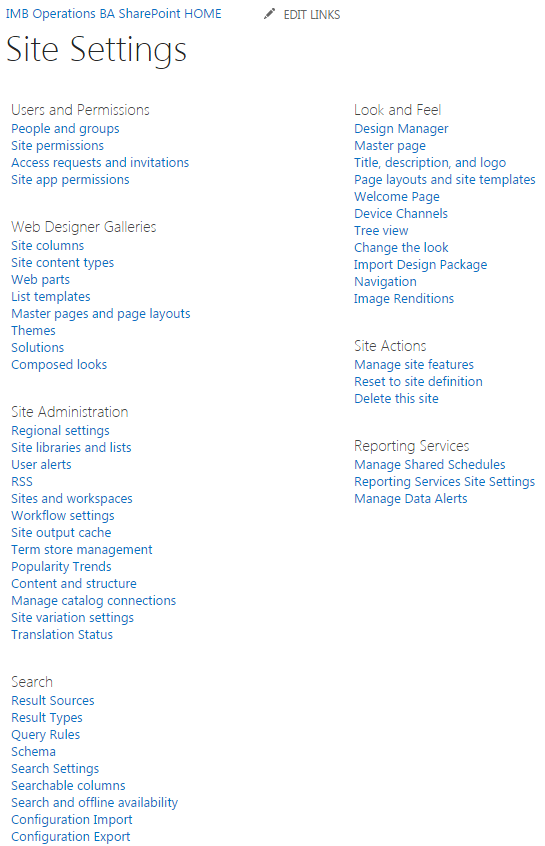 IMB Operations BA SharePoint HOME
EDIT LINKS
Site Settings
Users and Permissions
People and groups
Site permissions
Access requests and invitations
Site app permissions
Web Designer Galleries
Site columns
Site content types
Web parts
List templates
Master pages and page layouts
Themes
Solutions
Composed looks
Site Administration
Regional settings
Site libraries and lists
User alerts
RSS
Sites and workspaces
Workflow settings
Site output cache
Term store management
Popularity Trends
Content and structure
Manage catalog connections
Site variation settings
Translation Status
Search
Result Sources
Result Types
Query Rules
Schema
Search Settings
Searchable columns
Search and offline availability
Configuration Import
Configuration Export
Look and Feel
Design Manager
Master page
Title, description, and logo
Page layouts and site templates
Welcome Page
Device Channels
Tree view
Change the look
Import Design Package
Navigation
Image Renditions
Site Actions
Manage site features
Reset to site definition
Delete this site
Reporting Services
Manage Shared Schedules
Reporting Services Site Settings
Manage Data Alerts